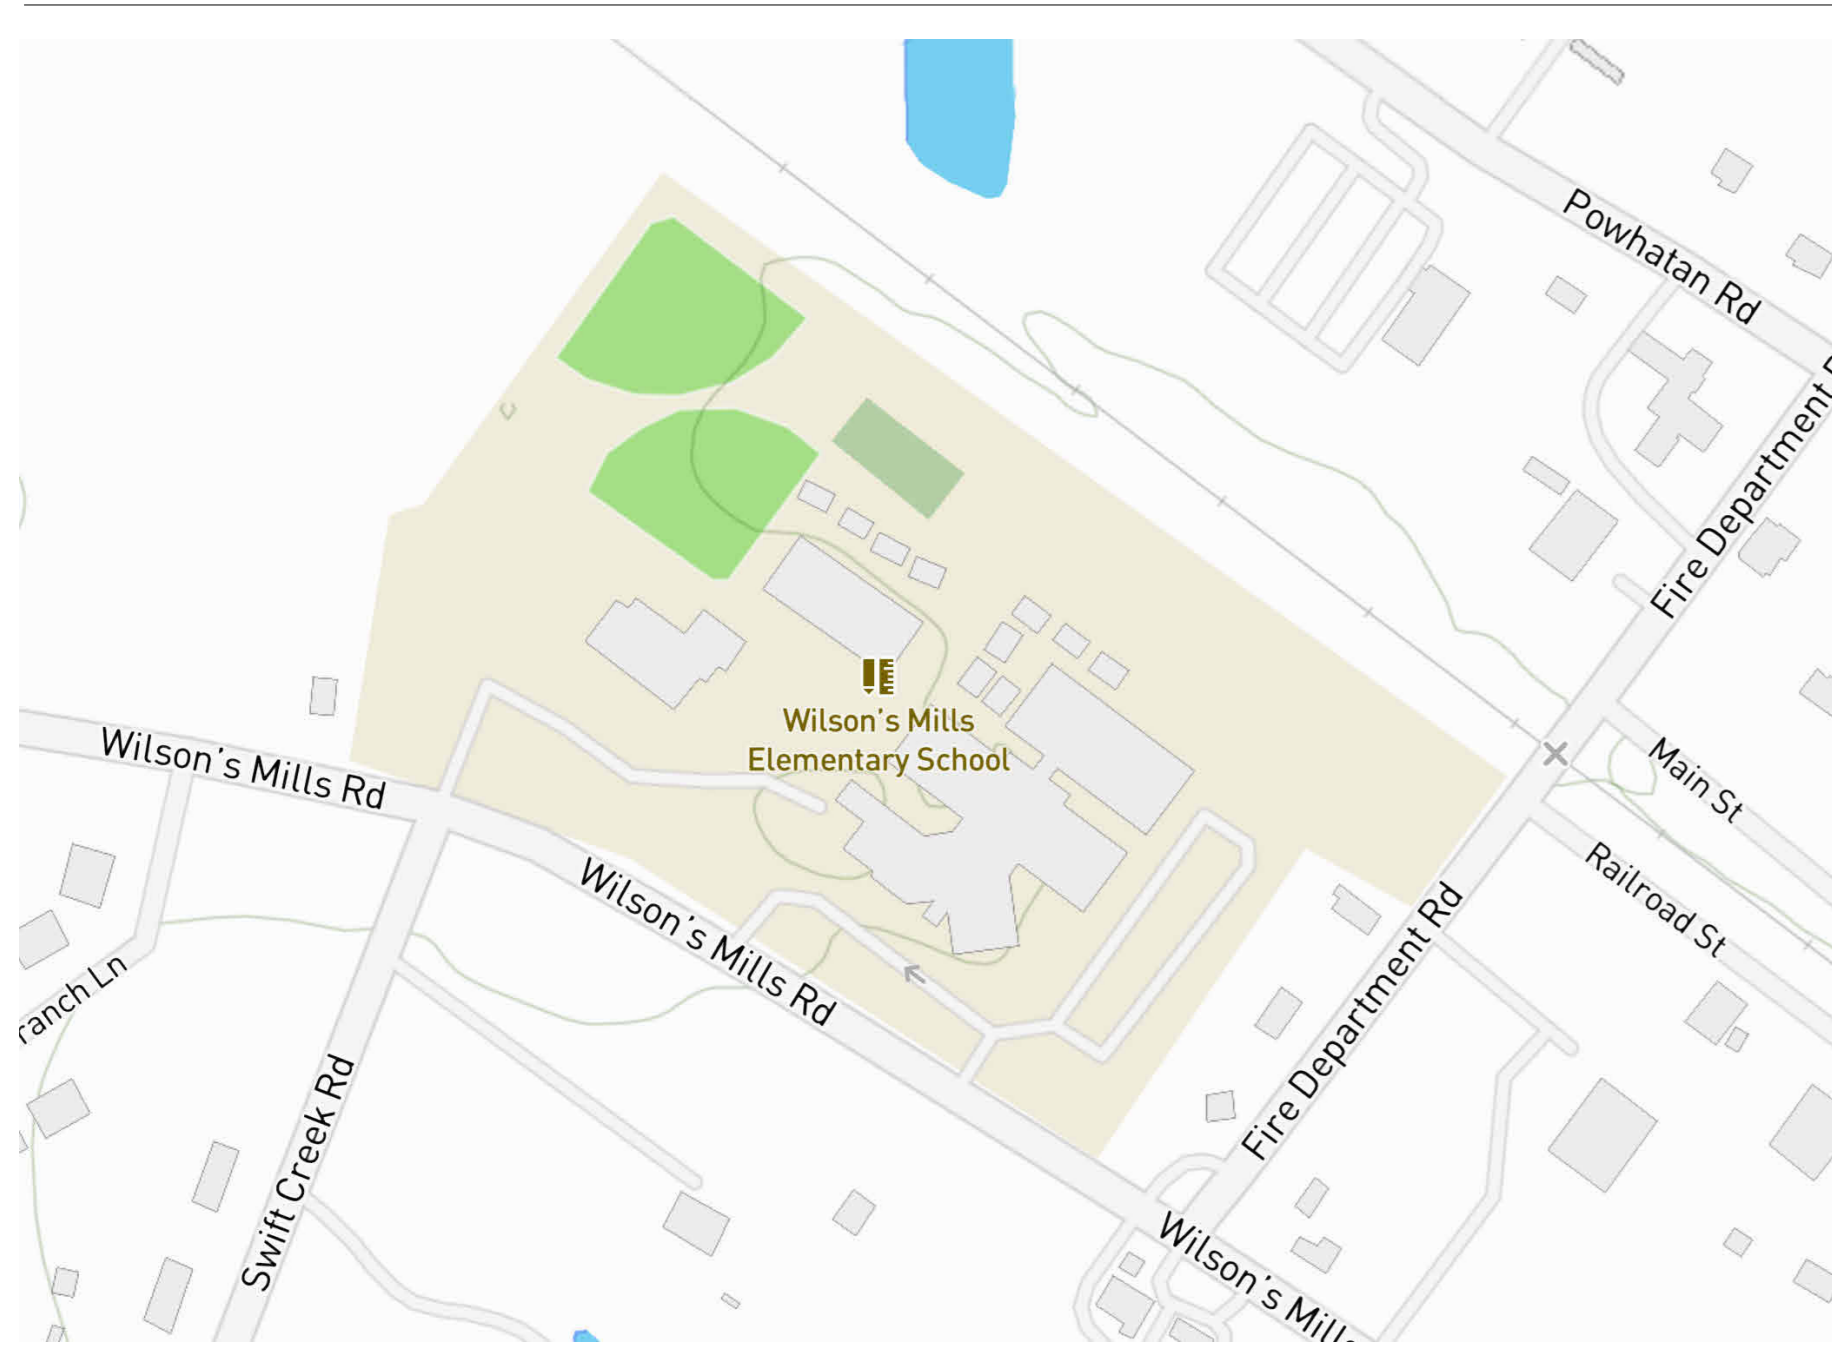 Powhatan Rd
Fire Department
Wilson's Mills
Elementary School
Wilson's Mills Rd
Main St
Railroad St
Wilson's Mills Rd
Fire Department Rd
ranch Ln
Swift Creek Rd
Wilson's Mills